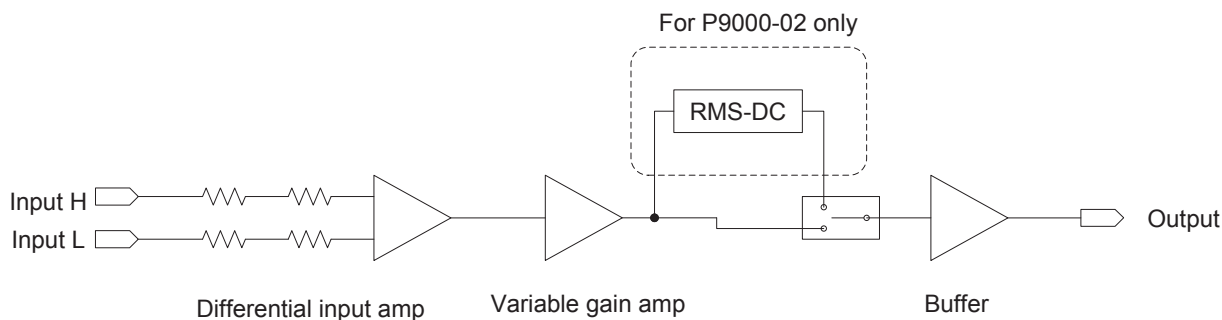 For P9000-02 only
RMS-DC
Input H
Input L
Output
Differential input amp
Variable gain amp
Buffer